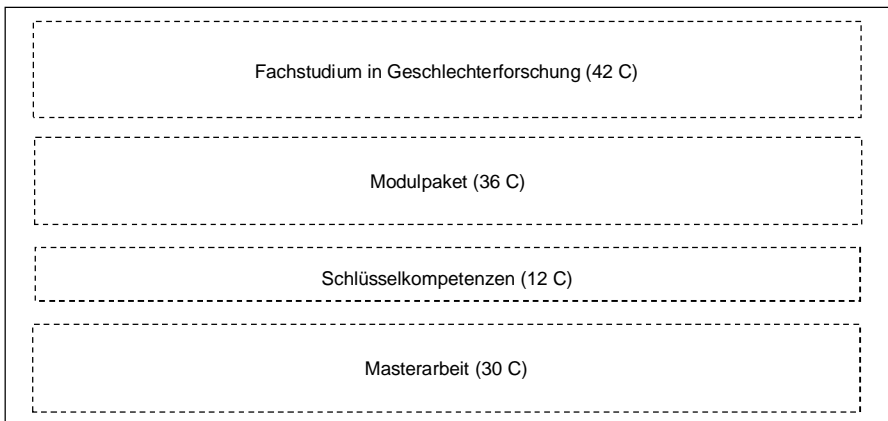 Fachstudium in Geschlechterforschung (42 C)
Modulpaket (36 C)
Schlüsselkompetenzen (12 C)
Masterarbeit (30 C)